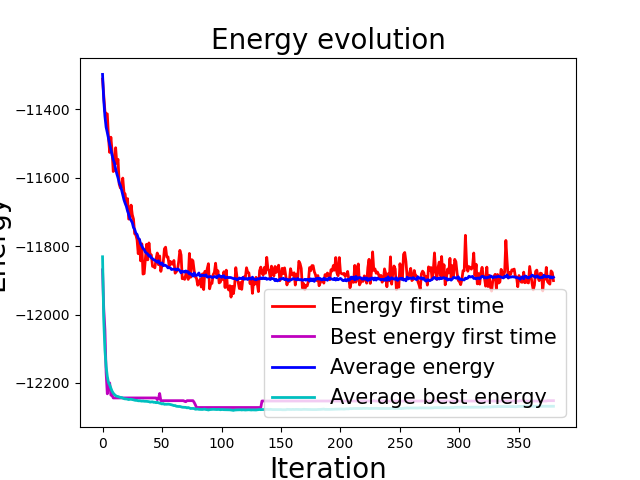 Energy evolution
Energy
−11400
−11600
−11800
−12000
−12200
0
50
100
150
200
250
300
350
Iteration
Energy first time
Best energy first time
Average energy
Average best energy